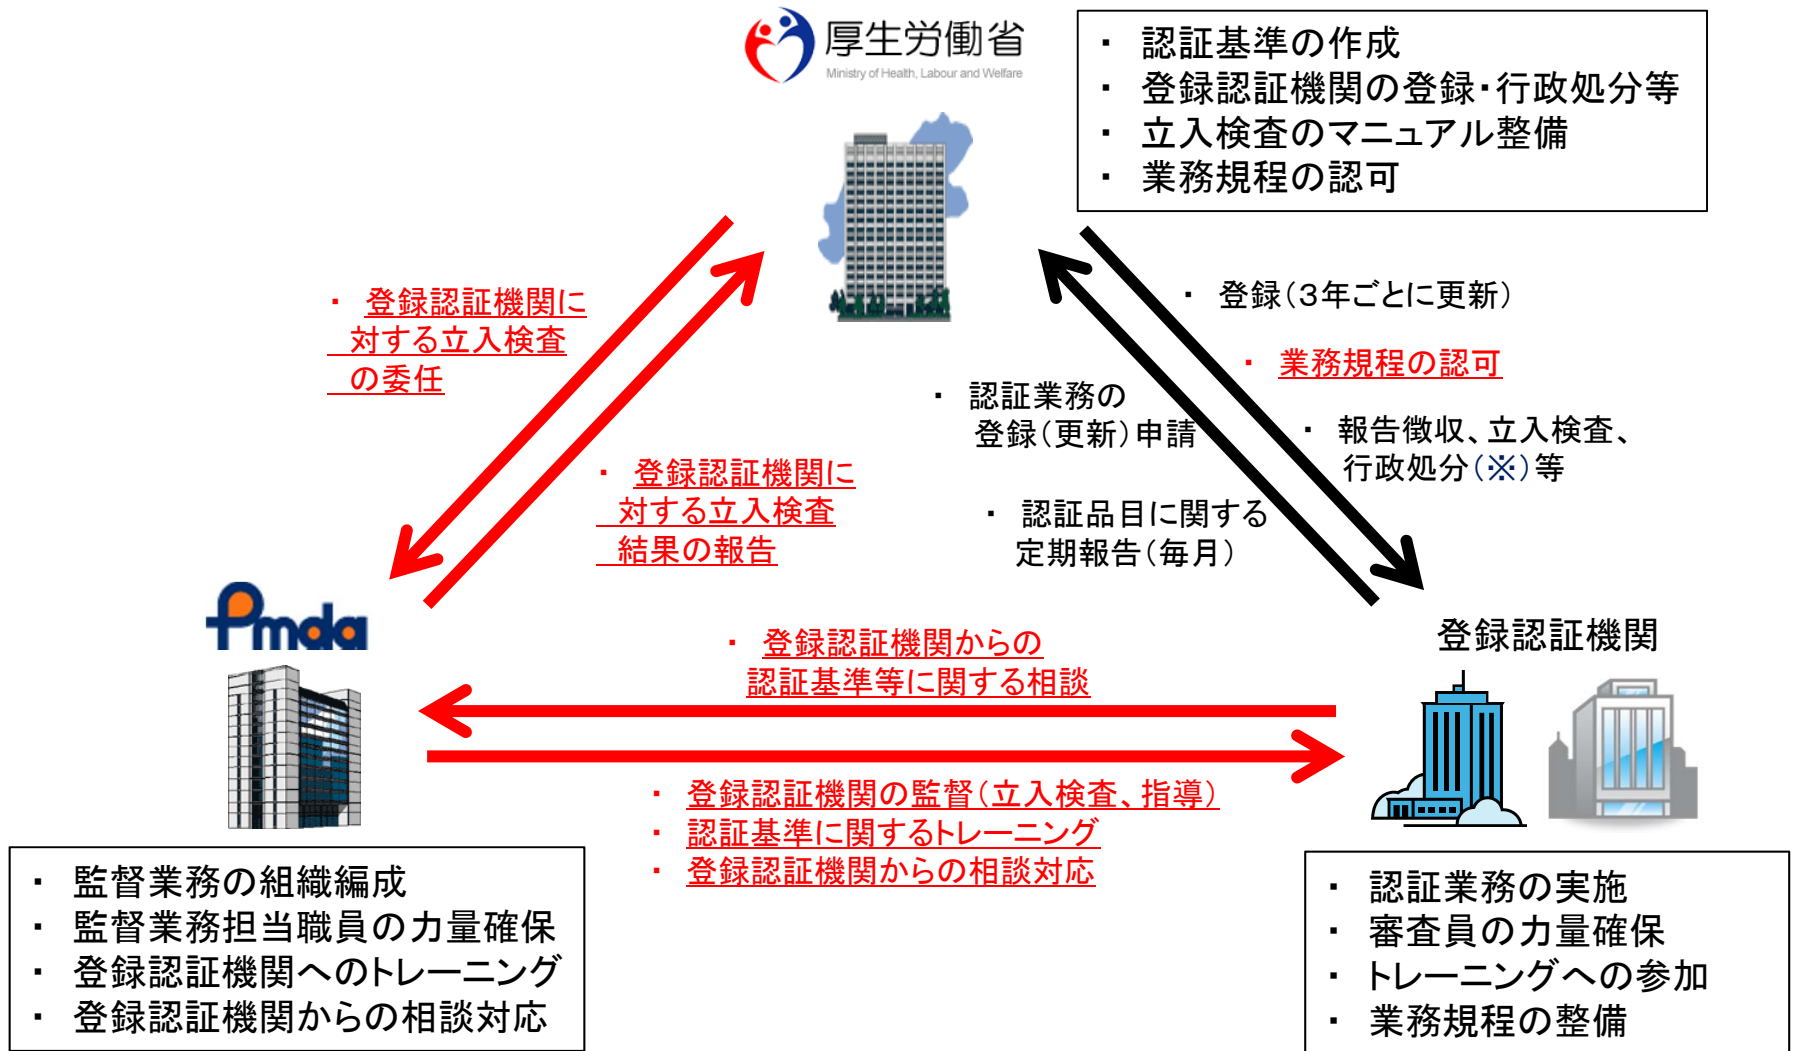 厚生労働省
Ministry of Health, Labour and Welfare
・ 認証基準の作成
・ 登録認証機関の登録・行政処分等
・ 立入検査のマニュアル整備
・ 業務規程の認可
・ 登録認証機関に
対する立入検査
の委任
・ 登録認証機関に
対する立入検査
結果の報告
・ 登録(3年ごとに更新)
・ 業務規程の認可
・ 報告徴収、立入検査、
行政処分(※)等
・ 認証業務の
登録(更新)申請
・ 認証品目に関する
定期報告(毎月)
Pmda
登録認証機関
・ 登録認証機関からの
認証基準等に関する相談
・ 登録認証機関の監督(立入検査、指導)
・ 認証基準に関するトレーニング
・ 登録認証機関からの相談対応
・ 監督業務の組織編成
・ 監督業務担当職員の力量確保
・ 登録認証機関へのトレーニング
・ 登録認証機関からの相談対応
・ 認証業務の実施
・ 審査員の力量確保
・ トレーニングへの参加
・ 業務規程の整備